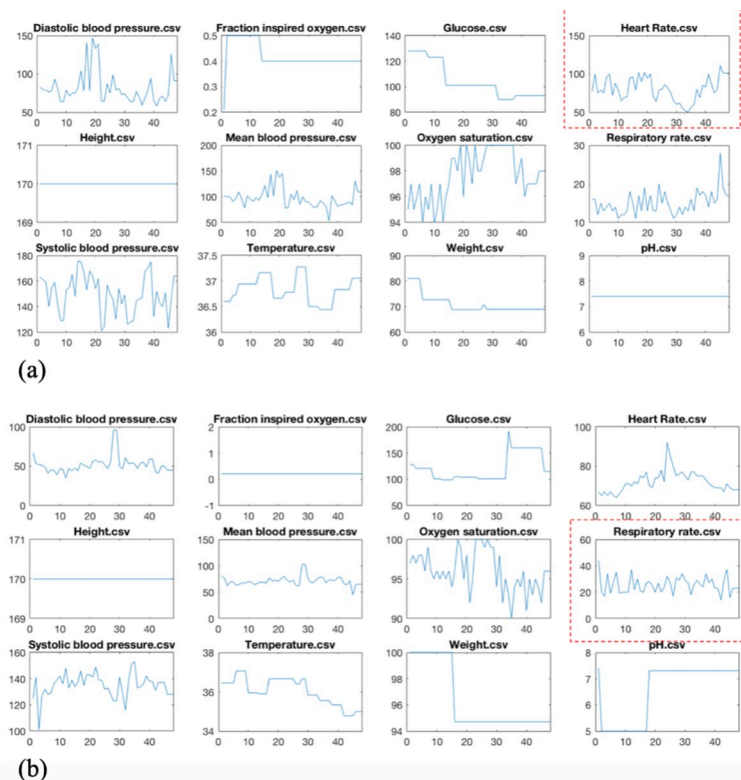 Diastolic blood pressure.csv Fraction inspired oxygen.csv Glucose.csv Heart Rate.csv
150 0.5 140 150
0.4 120
100 100
0.3 100
50 0.2 80 50
0 10 20 30 40 0 10 20 30 40 0 10 20 30 40 0 10 20 30 40
Height.csv Mean blood pressure.csv Oxygen saturation.csv Respiratory rate.csv
171 200 100 30
150 98
170 20
100 96
169 50 94 10
0 10 20 30 40 0 10 20 30 40 0 10 20 30 40 0 10 20 30 40
Systolic blood pressure.csv Temperature.csv Weight.csv pH.csv
180 37.5 90 9
160 37 80 8
140 36.5 70 7
120 36 60 6
0 10 20 30 40 0 10 20 30 40 0 10 20 30 40 0 10 20 30 40
(a)
Diastolic blood pressure.csv Fraction inspired oxygen.csv Glucose.csv Heart Rate.csv
100 2 200 100
1 150
50 80
0 100
0 -1 50 60
0 10 20 30 40 0 10 20 30 40 0 10 20 30 40 0 10 20 30 40
Height.csv Mean blood pressure.csv Oxygen saturation.csv Respiratory rate.csv
171 150 100 60
100 40
170 95
50 20
169 0 90 0
0 10 20 30 40 0 10 20 30 40 0 10 20 30 40 0 10 20 30 40
Systolic blood pressure.csv Temperature.csv Weight.csv pH.csv
160 38 100 8
140 98 7
36
120 96 6
100 34 94 5
0 10 20 30 40 0 10 20 30 40 0 10 20 30 40 0 10 20 30 40
(b)